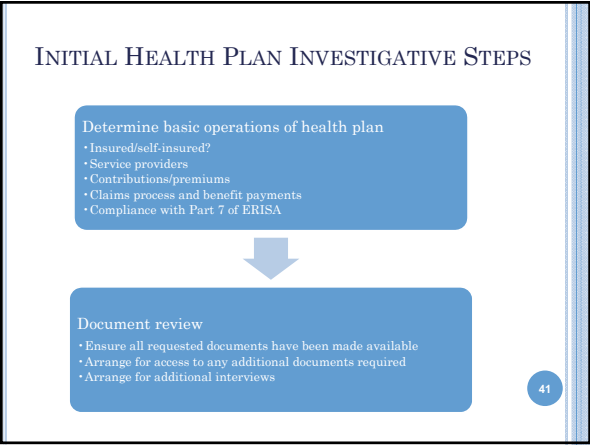 INITIAL HEALTH PLAN INVESTIGATIVE STEPS
Determine basic operations of health plan
•Insured/self-insured?
•Service providers
•Contributions/premiums
•Claims process and benefit payments
•Compliance with Part 7 of ERISA
Document review
•Ensure all requested documents have been made available
•Arrange for access to any additional documents required
•Arrange for additional interviews
41